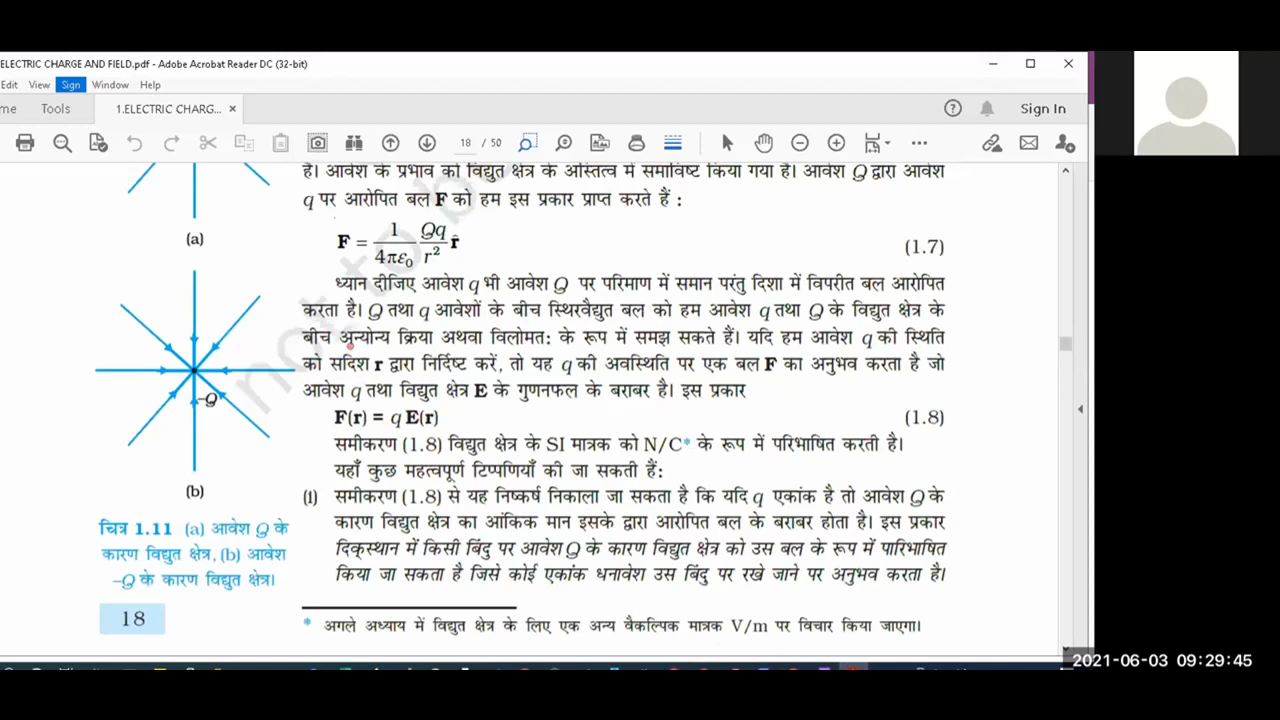 ELECTRIC CHARGE AND FIELD.pdf - Adobe Acrobat Reader DC (32-bit)
Edit View Sign Window Help
me Tools 1.ELECTRIC CHARG... × Sign In
18 / 50
है। आवेश के प्रभाव को विद्युत क्षेत्र के अस्तित्व में समाविष्ट किया गया है। आवेश Q द्वारा आवेश
q पर आरोपित बल F को हम इस प्रकार प्राप्त करते हैं :
(a)
F = 1/4πε₀ Qq/r² r̂ (1.7)
ध्यान दीजिए आवेश q भी आवेश Q पर परिमाण में समान परंतु दिशा में विपरीत बल आरोपित
करता है। Q तथा q आवेशों के बीच स्थिरवैद्युत बल को हम आवेश q तथा Q के विद्युत क्षेत्र के
बीच अन्योन्य क्रिया अथवा विलोमत: के रूप में समझ सकते हैं। यदि हम आवेश q की स्थिति
को सदिश r द्वारा निर्दिष्ट करें, तो यह q की अवस्थिति पर एक बल F का अनुभव करता है जो
आवेश q तथा विद्युत क्षेत्र E के गुणनफल के बराबर है। इस प्रकार
-Q
F(r) = q E(r) (1.8)
समीकरण (1.8) विद्युत क्षेत्र के SI मात्रक को N/C* के रूप में परिभाषित करती है।
यहाँ कुछ महत्वपूर्ण टिप्पणियाँ की जा सकती हैं:
(b)
(i) समीकरण (1.8) से यह निष्कर्ष निकाला जा सकता है कि यदि q एकांक है तो आवेश Q के
कारण विद्युत क्षेत्र का आंकिक मान इसके द्वारा आरोपित बल के बराबर होता है। इस प्रकार
दिक्स्थान में किसी बिंदु पर आवेश Q के कारण विद्युत क्षेत्र को उस बल के रूप में पारिभाषित
किया जा सकता है जिसे कोई एकांक धनावेश उस बिंदु पर रखे जाने पर अनुभव करता है।
चित्र 1.11 (a) आवेश Q के
कारण विद्युत क्षेत्र, (b) आवेश
-Q के कारण विद्युत क्षेत्र।
18
* अगले अध्याय में विद्युत क्षेत्र के लिए एक अन्य वैकल्पिक मात्रक V/m पर विचार किया जाएगा।
not to be
2021-06-03 09:29:45